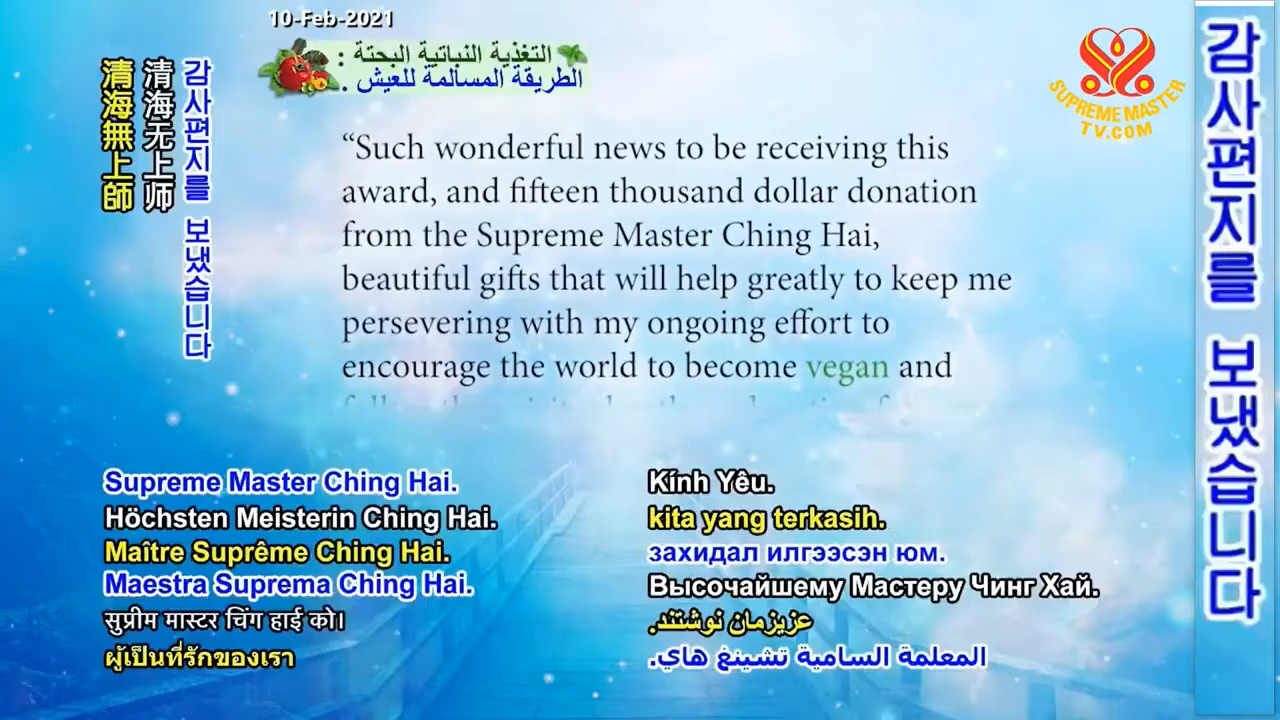 10-Feb-2021
التغذية النباتية البحتة :
الطريقة المسالمة للعيش .
SUPREME MASTER
TV.COM
清海無上師
清海无上师
감사편지를 보냈습니다
“Such wonderful news to be receiving this
award, and fifteen thousand dollar donation
from the Supreme Master Ching Hai,
beautiful gifts that will help greatly to keep me
persevering with my ongoing effort to
encourage the world to become vegan and
Supreme Master Ching Hai.
Höchsten Meisterin Ching Hai.
Maître Suprême Ching Hai.
Maestra Suprema Ching Hai.
सुप्रीम मास्टर चिंग हाई को।
ผู้เป็นที่รักของเรา
Kính Yêu.
kita yang terkasih.
захидал илгээсэн юм.
Высочайшему Мастеру Чинг Хай.
عزیزمان نوشتند.
المعلمة السامية تشينغ هاي.
감사편지를 보냈습니다